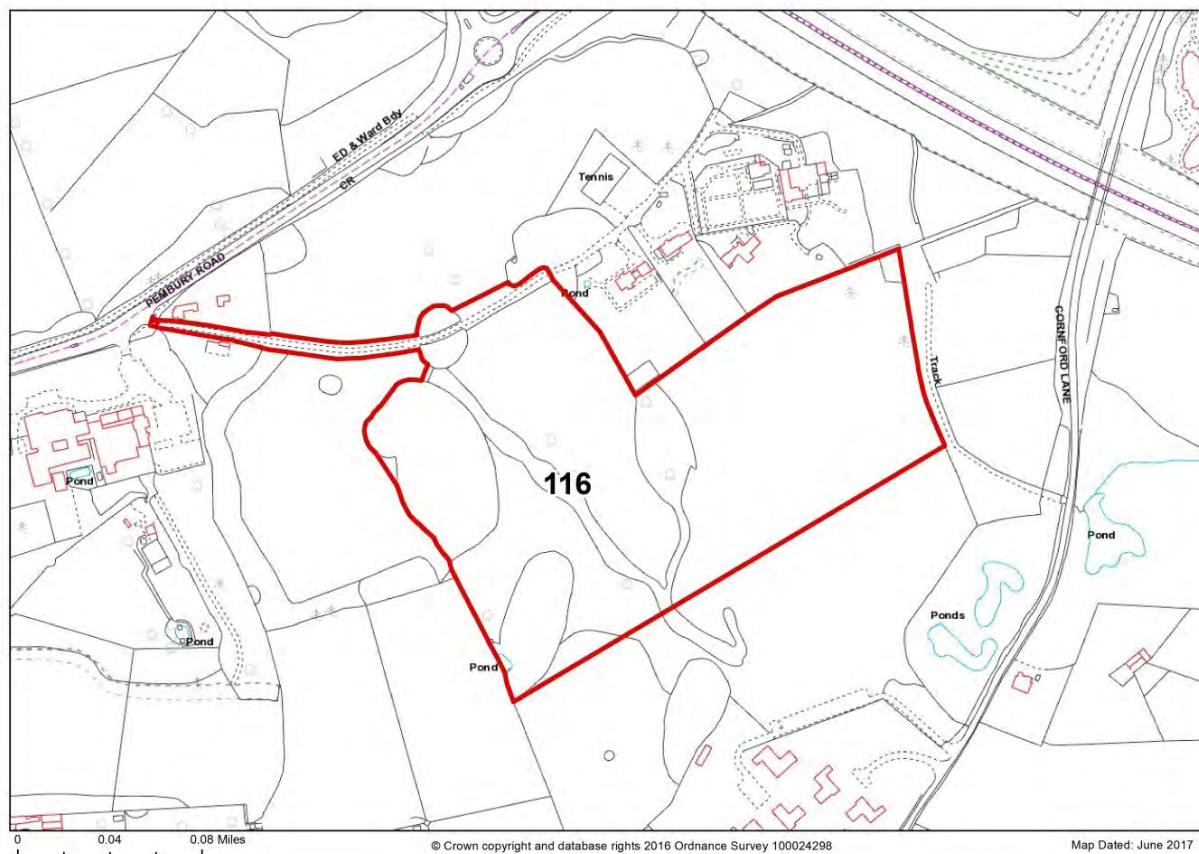 ED & Ward Bdy
CR
PEMBURY ROAD
Tennis
Pond
Track
CORNFORD LANE
116
Pond
Pond
Ponds
Pond
Pond
0 0.04 0.08 Miles
© Crown copyright and database rights 2016 Ordnance Survey 100024298
Map Dated: June 2017